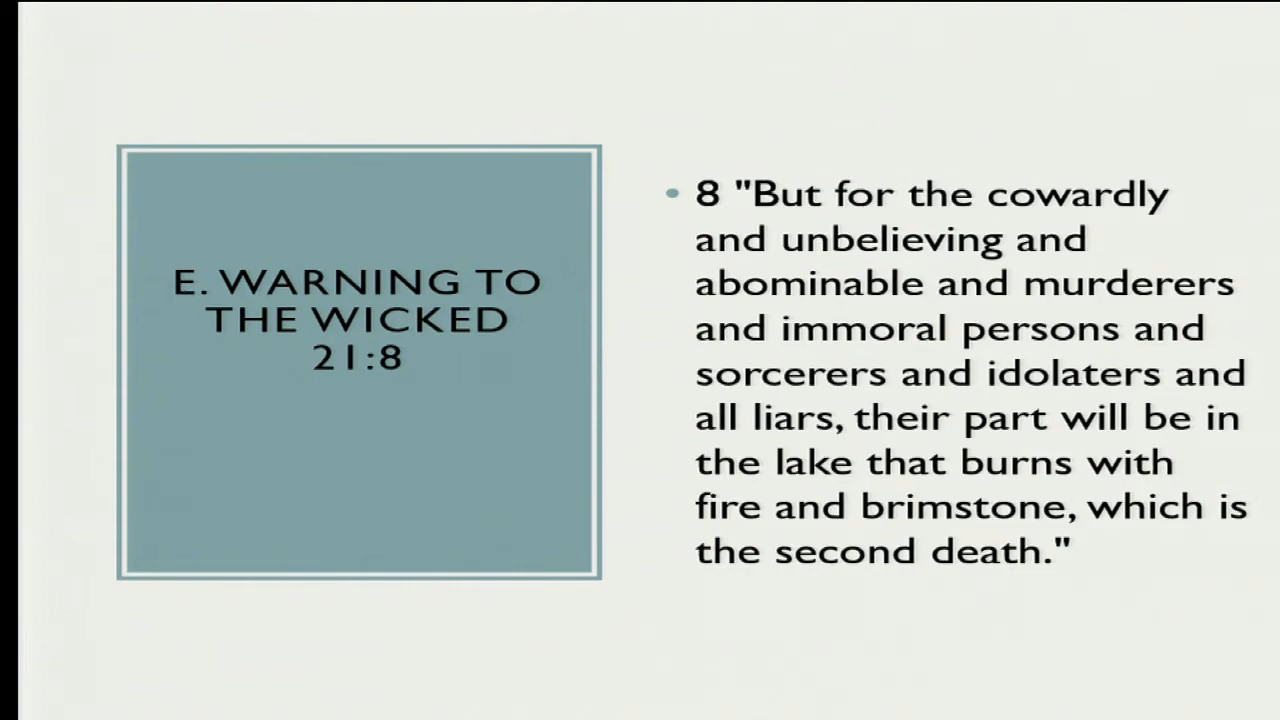 E. WARNING TO
THE WICKED
21:8
• 8 "But for the cowardly
and unbelieving and
abominable and murderers
and immoral persons and
sorcerers and idolaters and
all liars, their part will be in
the lake that burns with
fire and brimstone, which is
the second death."